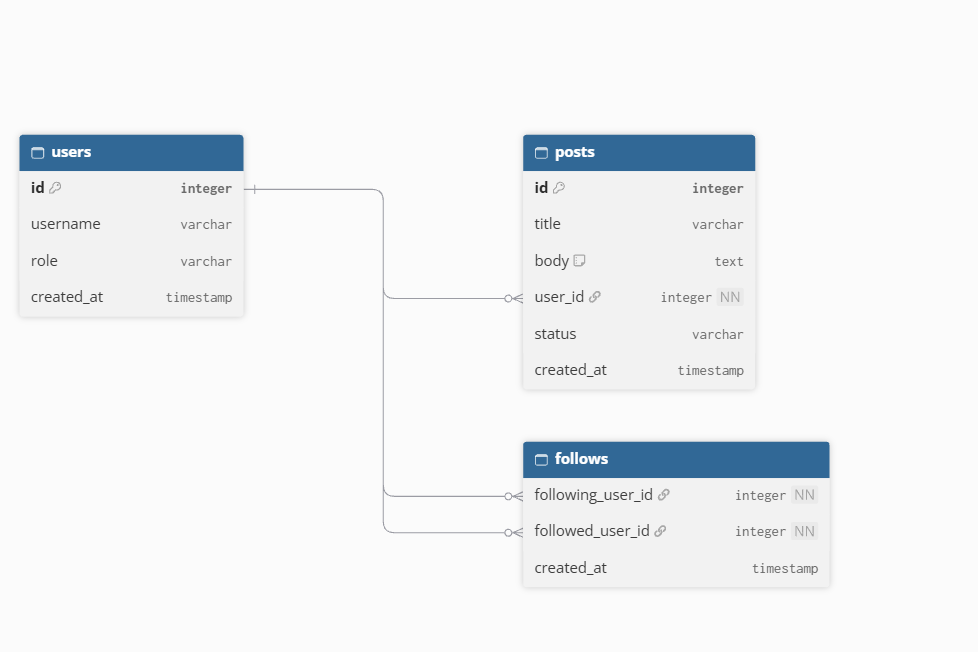 users
id integer
username varchar
role varchar
created_at timestamp
posts
id integer
title varchar
body text
user_id integer NN
status varchar
created_at timestamp
follows
following_user_id integer NN
followed_user_id integer NN
created_at timestamp